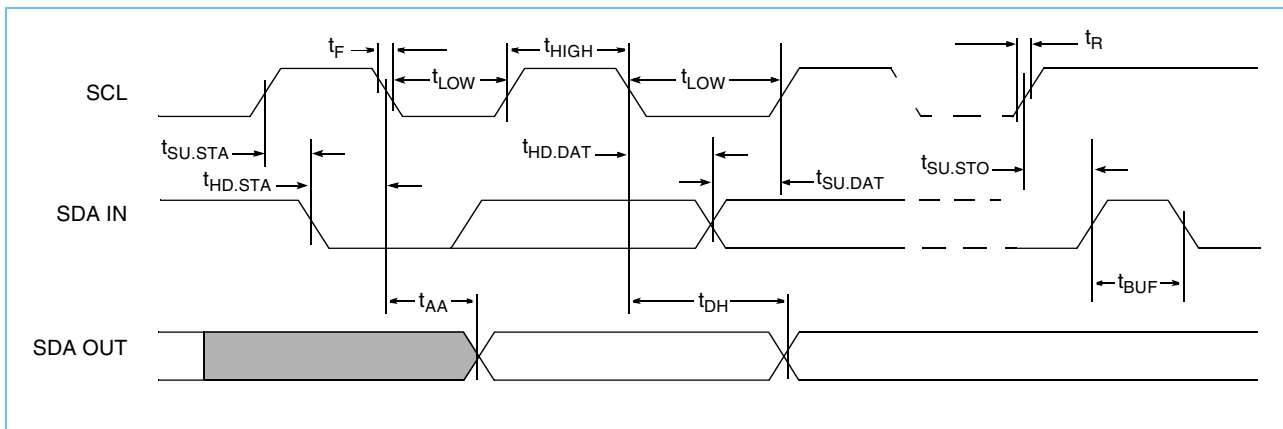 tF
tHIGH
tR
tLOW
tLOW
SCL
tSU.STA
tHD.DAT
tSU.STO
tHD.STA
tSU.DAT
SDA IN
tBUF
tAA
tDH
SDA OUT